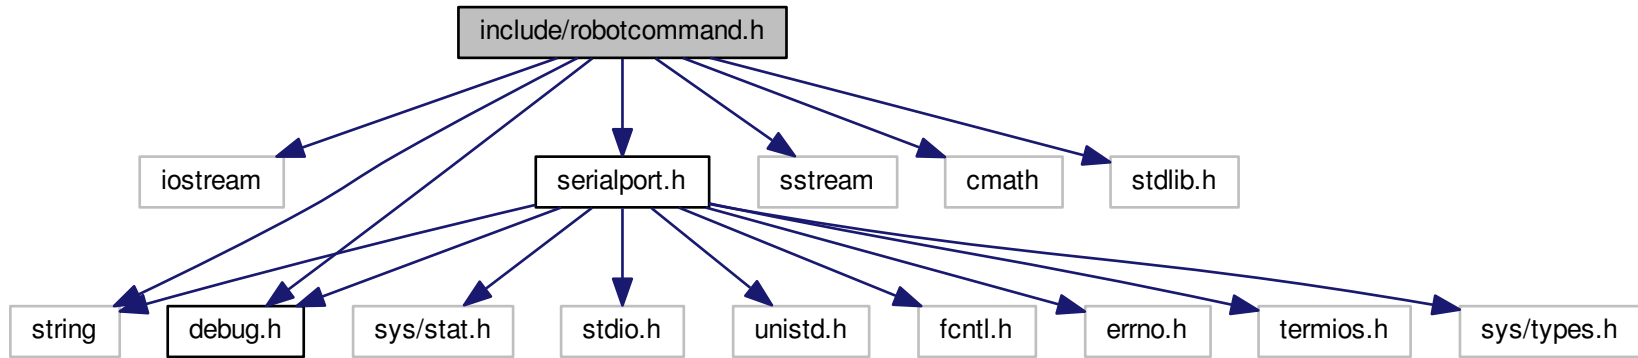 include/robotcommand.h
iostream
serialport.h
sstream
cmath
stdlib.h
string
debug.h
sys/stat.h
stdio.h
unistd.h
fcntl.h
errno.h
termios.h
sys/types.h